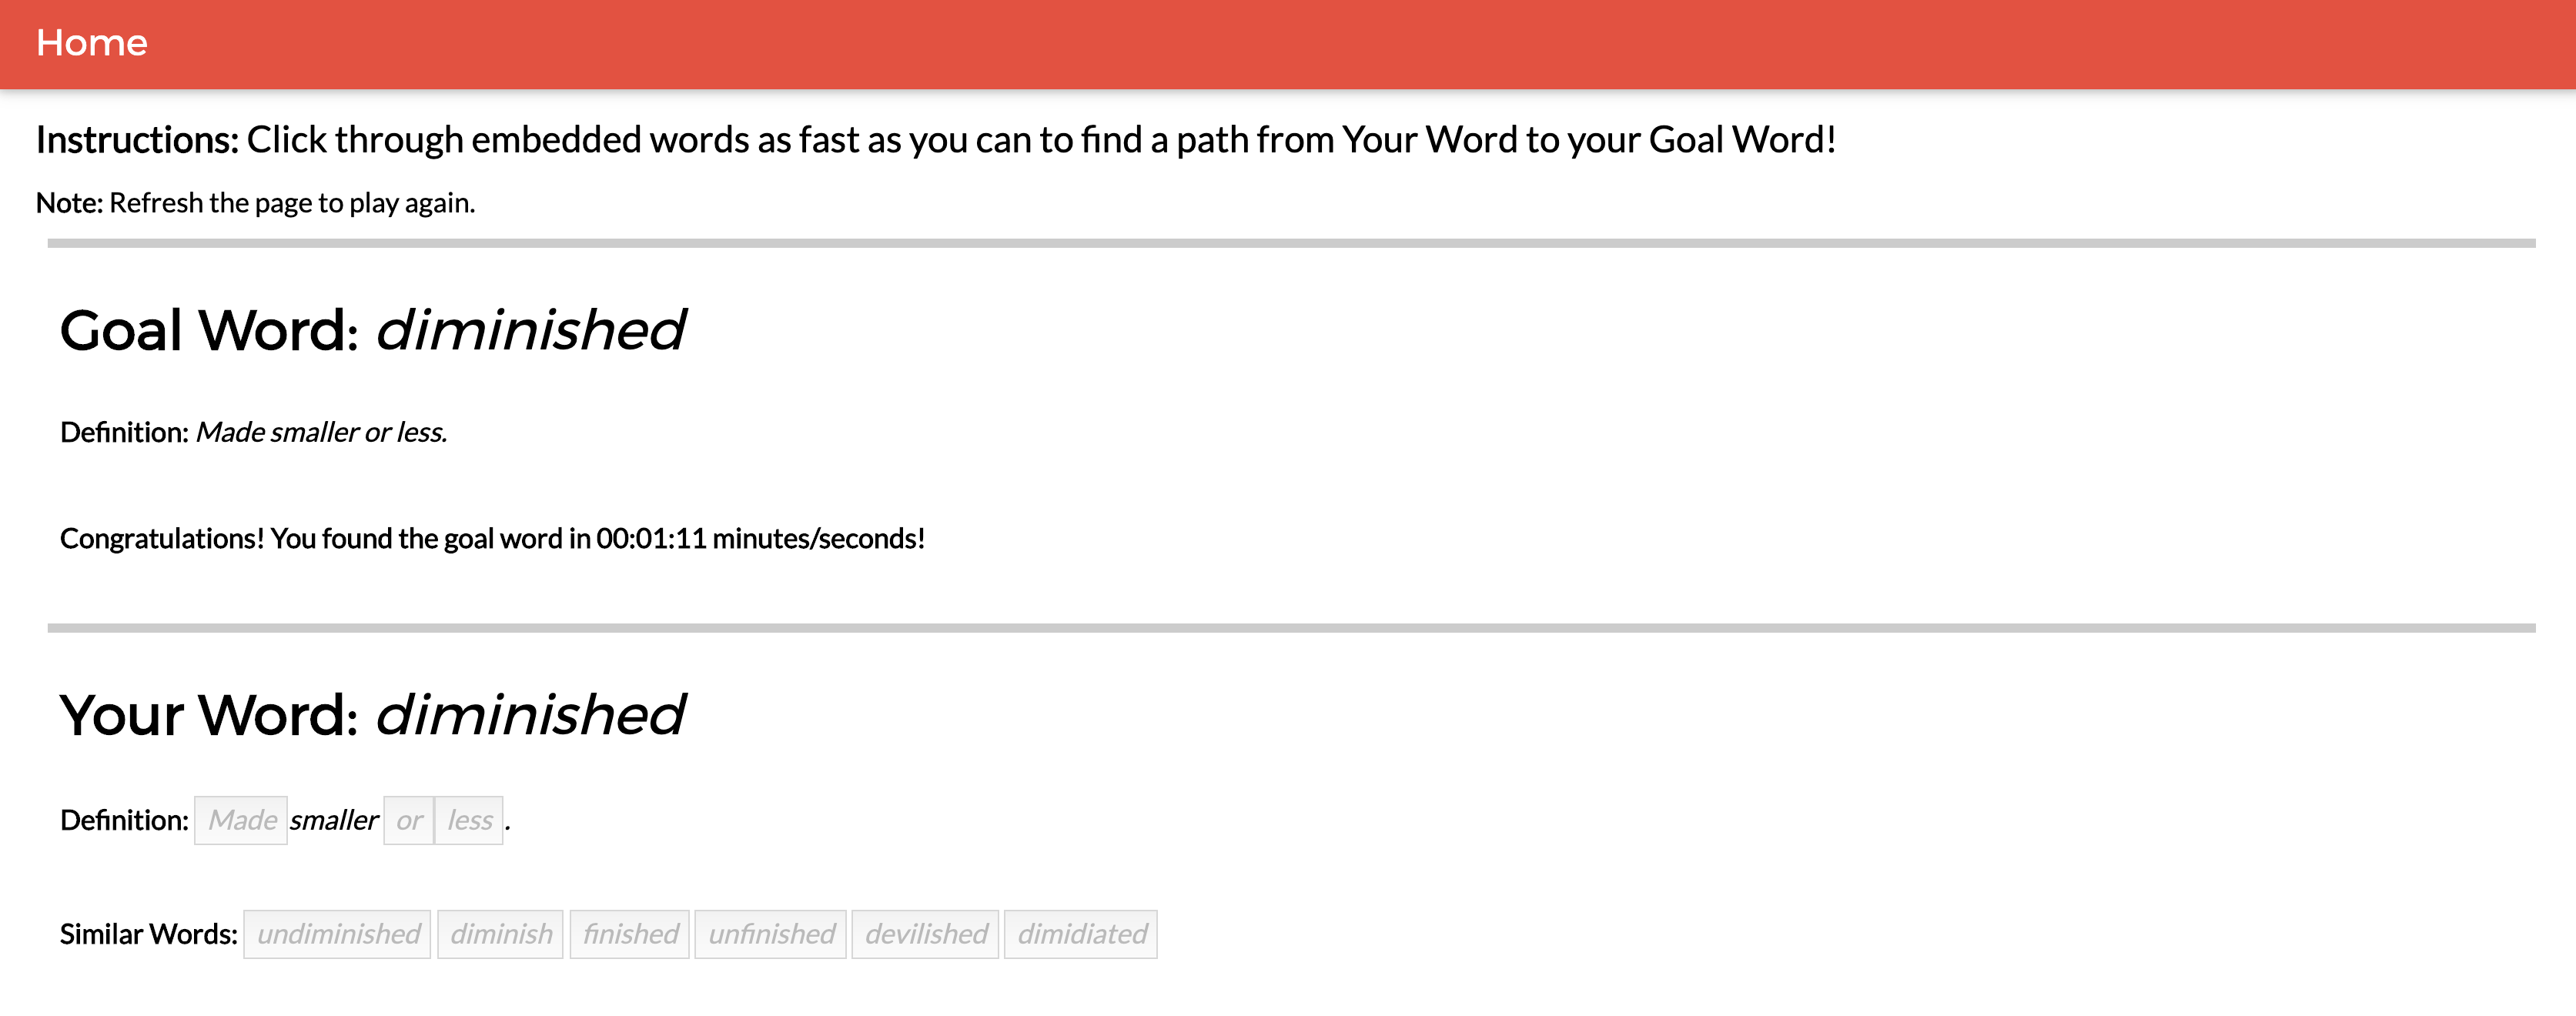 Home
Instructions: Click through embedded words as fast as you can to find a path from Your Word to your Goal Word!
Note: Refresh the page to play again.
Goal Word: diminished
Definition: Made smaller or less.
Congratulations! You found the goal word in 00:01:11 minutes/seconds!
Your Word: diminished
Definition: Made smaller or less.
Similar Words: undiminished diminish finished unfinished devilished dimidiated